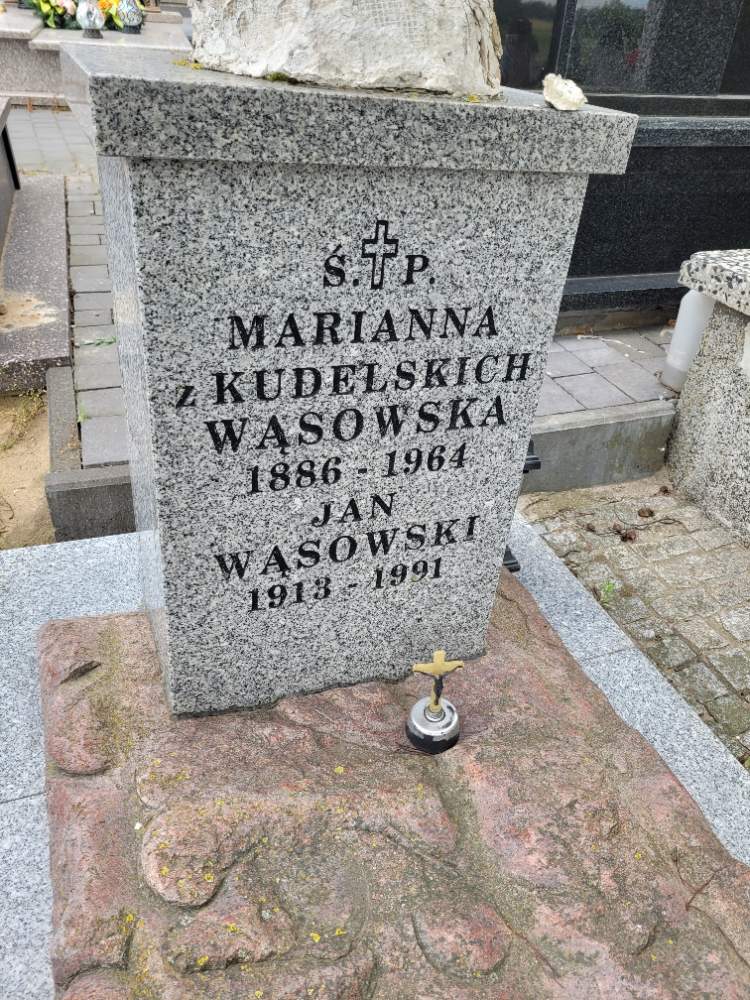 Ś. P.
MARIANNA
z KUDELSKICH
WĄSOWSKA
1886 - 1964
JAN
WĄSOWSKI
1913 - 1991